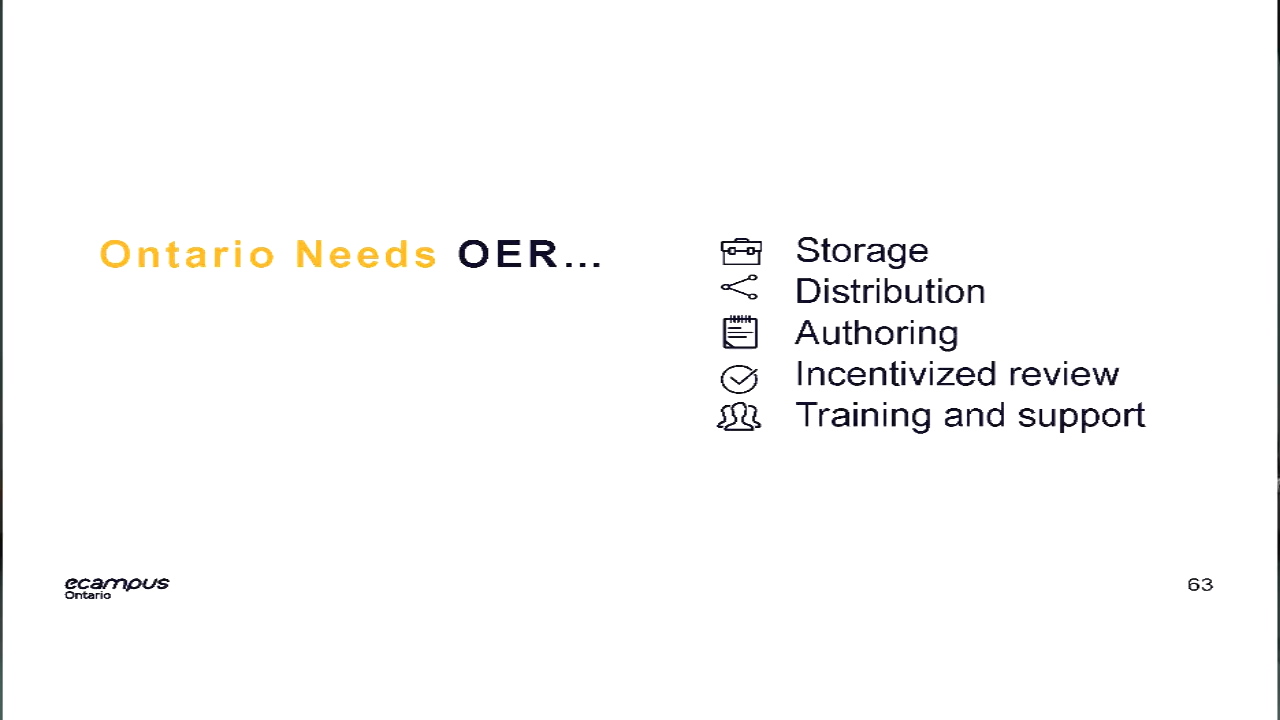 Ontario Needs OER...
Storage
Distribution
Authoring
Incentivized review
Training and support
ecampus
Ontario
63